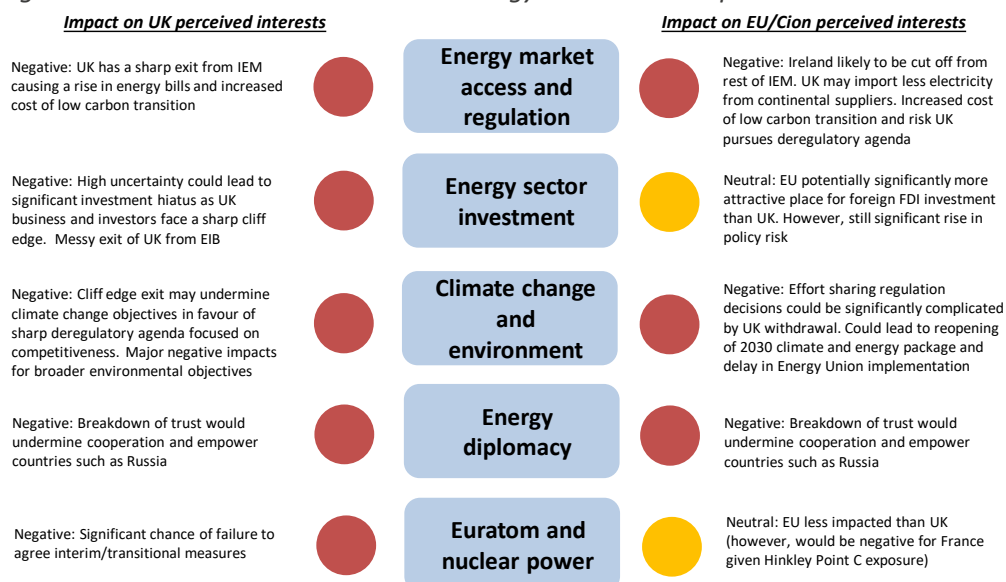 Impact on UK perceived interests
Impact on EU/Cion perceived interests
Negative: UK has a sharp exit from IEM
causing a rise in energy bills and increased
cost of low carbon transition
Energy market
access and
regulation
Negative: Ireland likely to be cut off from
rest of IEM. UK may import less electricity
from continental suppliers. Increased cost
of low carbon transition and risk UK
pursues deregulatory agenda
Negative: High uncertainty could lead to
significant investment hiatus as UK
business and investors face a sharp cliff
edge. Messy exit of UK from EIB
Energy sector
investment
Neutral: EU potentially significantly more
attractive place for foreign FDI investment
than UK. However, still significant rise in
policy risk
Negative: Cliff edge exit may undermine
climate change objectives in favour of
sharp deregulatory agenda focused on
competitiveness. Major negative impacts
for broader environmental objectives
Climate change
and
environment
Negative: Effort sharing regulation
decisions could be significantly complicated
by UK withdrawal. Could lead to reopening
of 2030 climate and energy package and
delay in Energy Union implementation
Negative: Breakdown of trust would
undermine cooperation and empower
countries such as Russia
Energy
diplomacy
Negative: Breakdown of trust would
undermine cooperation and empower
countries such as Russia
Negative: Significant chance of failure to
agree interim/transitional measures
Euratom and
nuclear power
Neutral: EU less impacted than UK
(however, would be negative for France
given Hinkley Point C exposure)